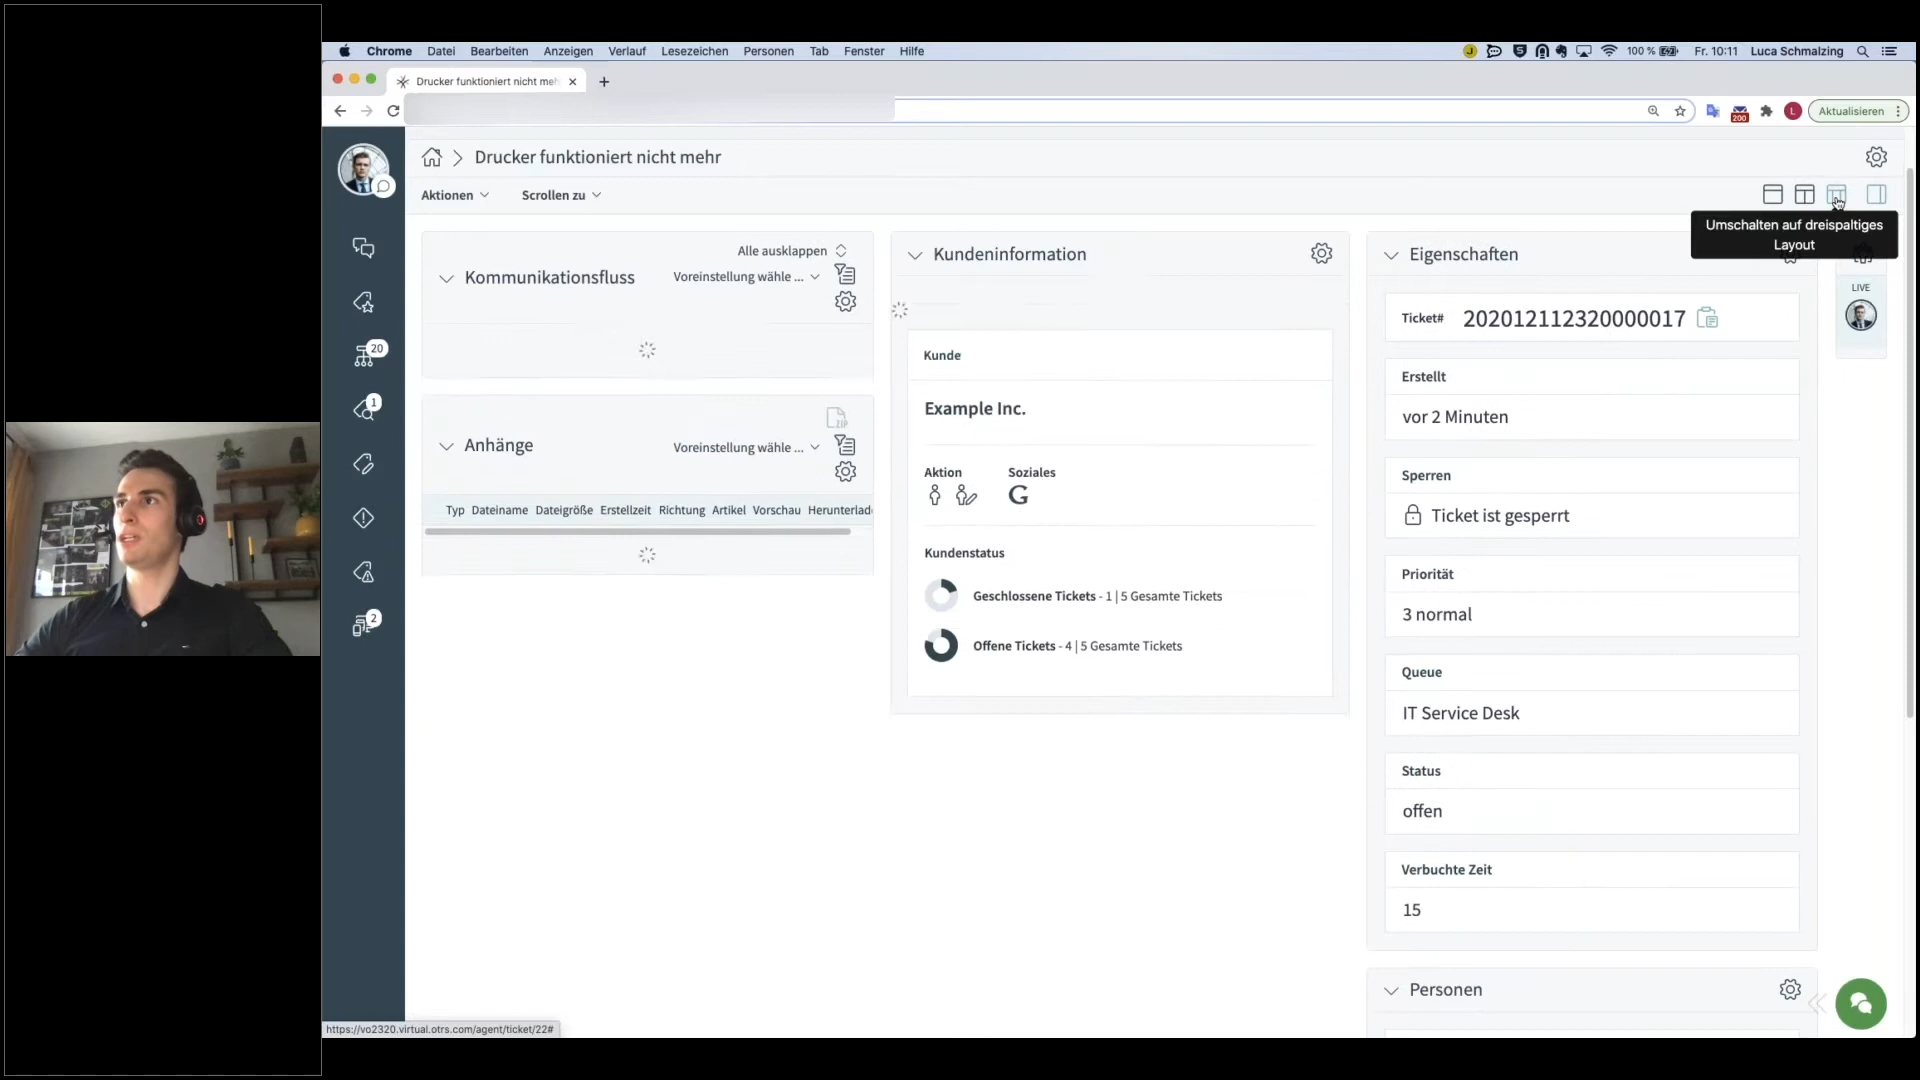 Chrome Datei Bearbeiten Anzeigen Verlauf Lesezeichen Personen Tab Fenster Hilfe
100 % Fr. 10:11 Luca Schmalzing
Drucker funktioniert nicht meh
200 L Aktualisieren
Drucker funktioniert nicht mehr
Aktionen Scrollen zu
Umschalten auf dreispaltiges
Layout
20
1
2
Alle ausklappen
Kommunikationsfluss Voreinstellung wähle ...
Anhänge Voreinstellung wähle ...
ZIP
Typ Dateiname Dateigröße Erstellzeit Richtung Artikel Vorschau Herunterlad
Kundeninformation
Kunde
Example Inc.
Aktion Soziales
G
Kundenstatus
Geschlossene Tickets - 1 | 5 Gesamte Tickets
Offene Tickets - 4 | 5 Gesamte Tickets
Eigenschaften
Ticket# 202012112320000017
Erstellt
vor 2 Minuten
Sperren
Ticket ist gesperrt
Priorität
3 normal
Queue
IT Service Desk
Status
offen
Verbuchte Zeit
15
Personen
LIVE
https://vo2320.virtual.otrs.com/agent/ticket/22#